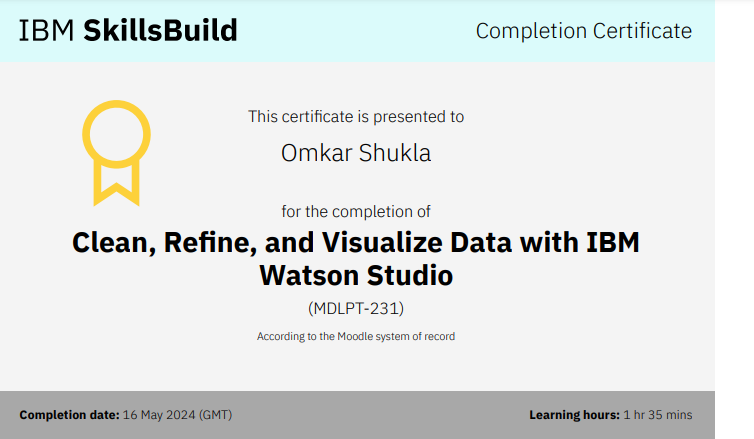 IBM SkillsBuild
Completion Certificate
This certificate is presented to
Omkar Shukla
for the completion of
Clean, Refine, and Visualize Data with IBM
Watson Studio
(MDLPT-231)
According to the Moodle system of record
Completion date: 16 May 2024 (GMT)
Learning hours: 1 hr 35 mins